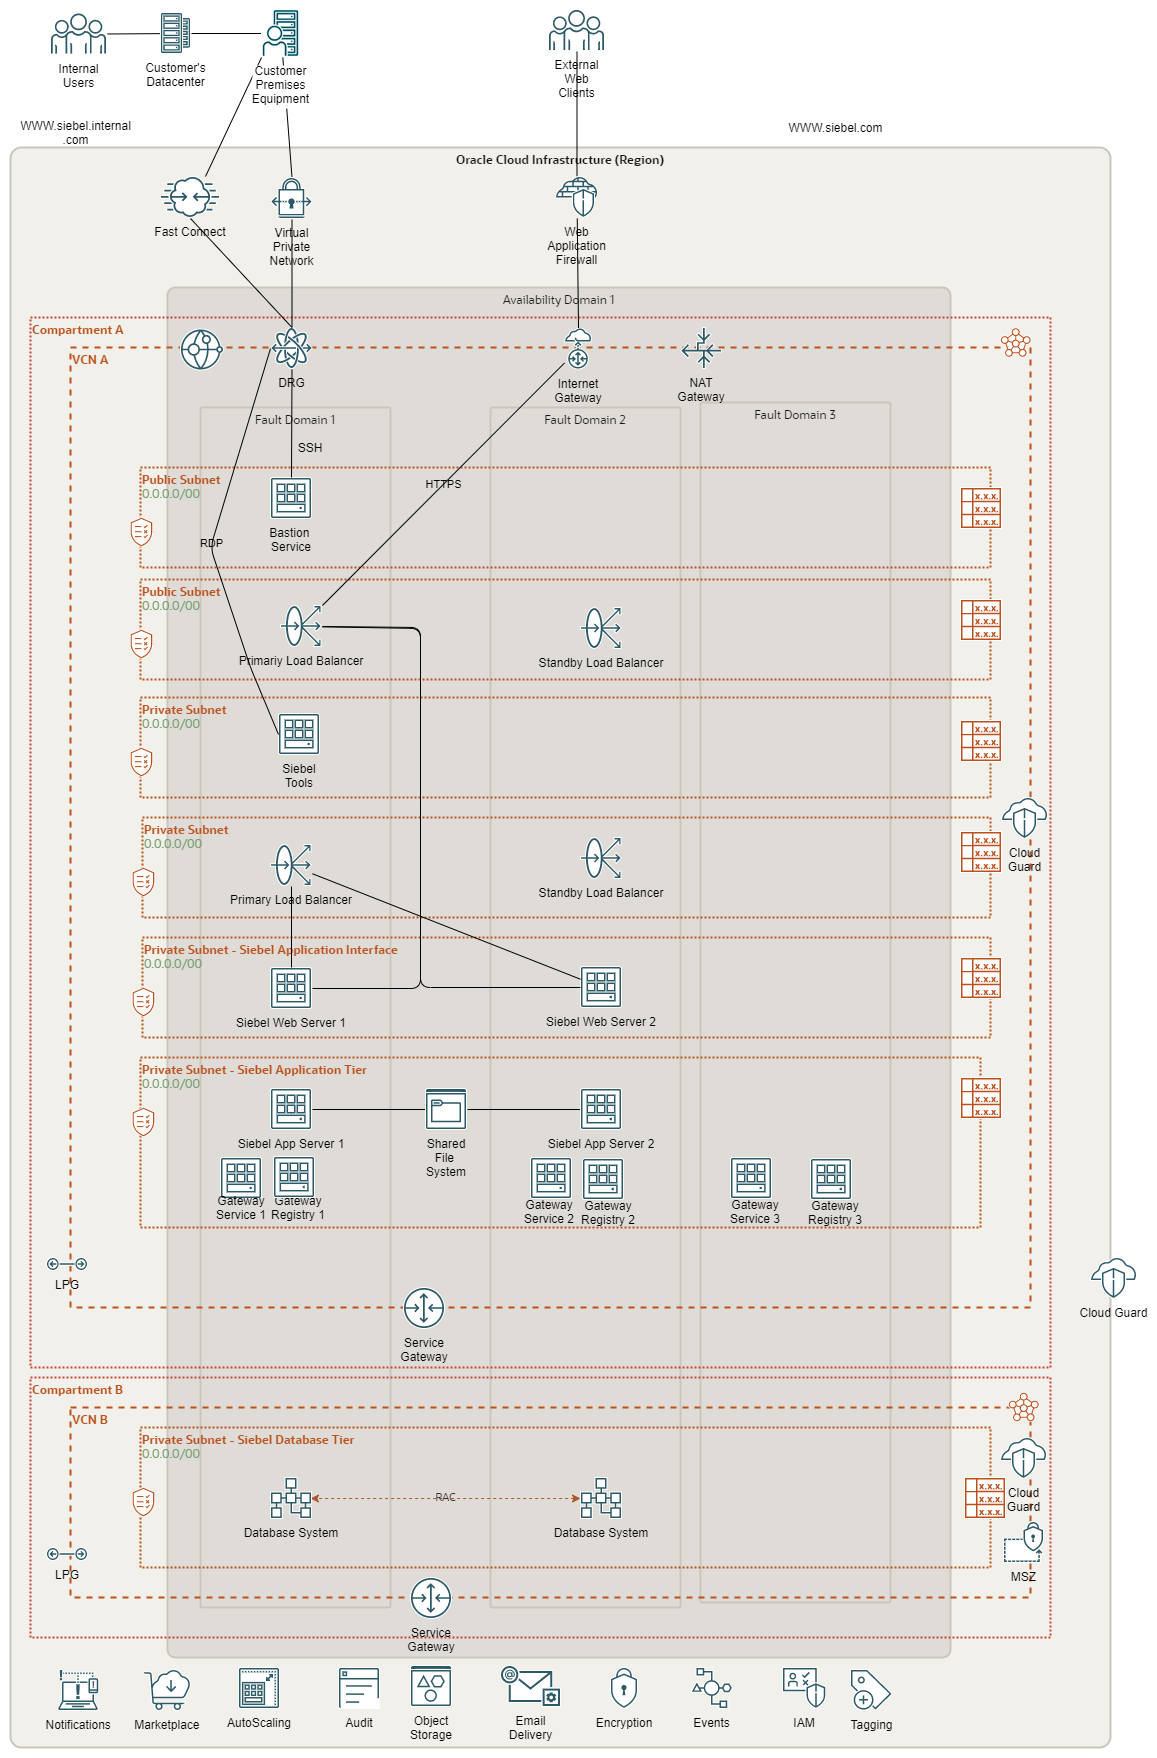 Internal
Users
Customer's
Datacenter
Customer
Premises
Equipment
External
Web
Clients
WWW.siebel.internal
.com
WWW.siebel.com
Oracle Cloud Infrastructure (Region)
Fast Connect
Virtual
Private
Network
Web
Application
Firewall
Availability Domain 1
Compartment A
VCN A
DRG
Internet
Gateway
NAT
Gateway
Fault Domain 1
Fault Domain 2
Fault Domain 3
SSH
HTTPS
Public Subnet
0.0.0.0/00
x.x.x.
x.x.x.
x.x.x.
Bastion
Service
RDP
Public Subnet
0.0.0.0/00
x.x.x.
x.x.x.
x.x.x.
Primariy Load Balancer
Standby Load Balancer
Private Subnet
0.0.0.0/00
x.x.x.
x.x.x.
x.x.x.
Siebel
Tools
Private Subnet
0.0.0.0/00
x.x.x.
x.x.x.
x.x.x.
Cloud
Guard
Primary Load Balancer
Standby Load Balancer
Private Subnet - Siebel Application Interface
0.0.0.0/00
x.x.x.
x.x.x.
x.x.x.
Siebel Web Server 1
Siebel Web Server 2
Private Subnet - Siebel Application Tier
0.0.0.0/00
x.x.x.
x.x.x.
x.x.x.
Siebel App Server 1
Shared
File
System
Siebel App Server 2
Gateway
Service 1
Gateway
Registry 1
Gateway
Service 2
Gateway
Registry 2
Gateway
Service 3
Gateway
Registry 3
LPG
Service
Gateway
Cloud Guard
Compartment B
VCN B
Private Subnet - Siebel Database Tier
0.0.0.0/00
Cloud
Guard
x.x.x.
x.x.x.
x.x.x.
RAC
Database System
Database System
LPG
MSZ
Service
Gateway
Notifications
Marketplace
AutoScaling
Audit
Object
Storage
@
Email
Delivery
Encryption
Events
IAM
Tagging